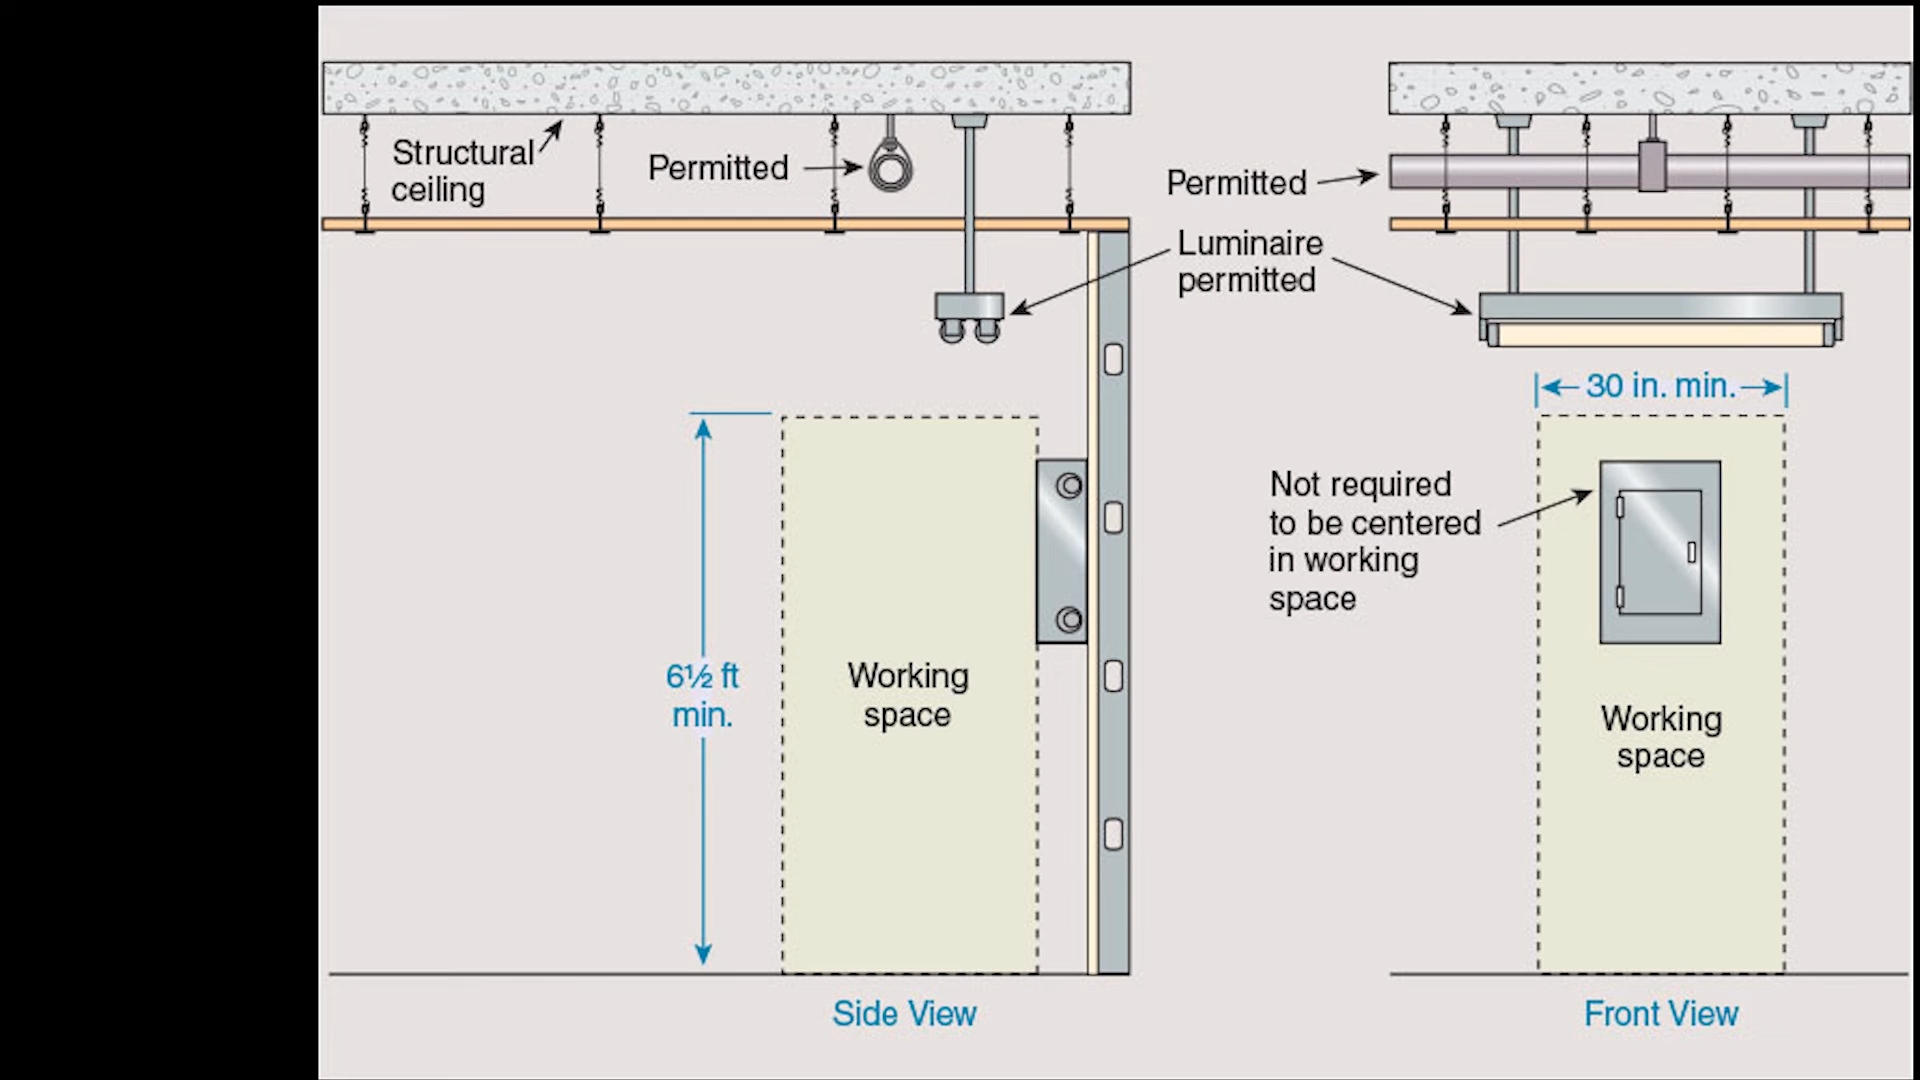 Structural
ceiling
Permitted
Permitted
Luminaire
permitted
30 in. min.
Not required
to be centered
in working
space
6½ ft
min.
Working
space
Working
space
Side View
Front View